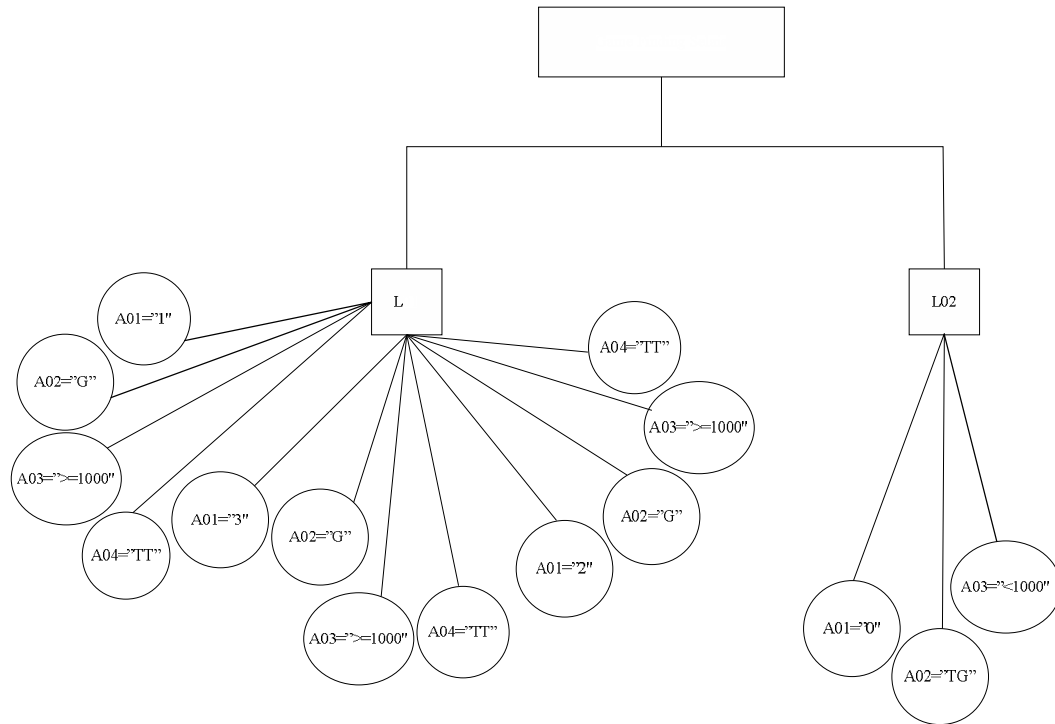 L
L02
A01="1"
A02="G"
A03=">=1000"
A04="TT"
A01="3"
A02="G"
A03=">=1000"
A04="TT"
A01="2"
A02="G"
A03=">=1000"
A04="TT"
A01="0"
A02="TG"
A03="<1000"